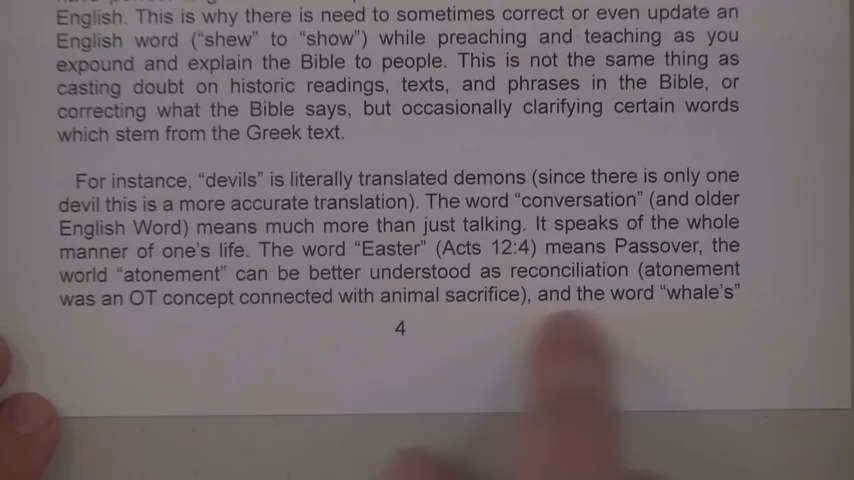 English. This is why there is need to sometimes correct or even update an
English word (“shew” to “show”) while preaching and teaching as you
expound and explain the Bible to people. This is not the same thing as
casting doubt on historic readings, texts, and phrases in the Bible, or
correcting what the Bible says, but occasionally clarifying certain words
which stem from the Greek text.
For instance, “devils” is literally translated demons (since there is only one
devil this is a more accurate translation). The word “conversation” (and older
English Word) means much more than just talking. It speaks of the whole
manner of one’s life. The word “Easter” (Acts 12:4) means Passover, the
world “atonement” can be better understood as reconciliation (atonement
was an OT concept connected with animal sacrifice), and the word “whale’s”
4